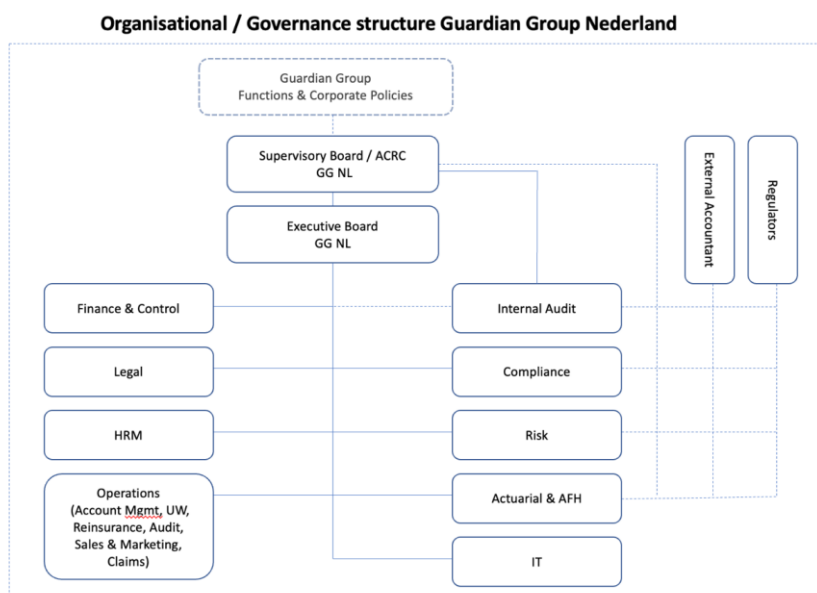 Organisational / Governance structure Guardian Group Nederland
Guardian Group
Functions & Corporate Policies
Supervisory Board / ACRC
GG NL
Executive Board
GG NL
External Accountant
Regulators
Finance & Control
Internal Audit
Legal
Compliance
HRM
Risk
Operations
(Account Mgmt, UW,
Reinsurance, Audit,
Sales & Marketing,
Claims)
Actuarial & AFH
IT